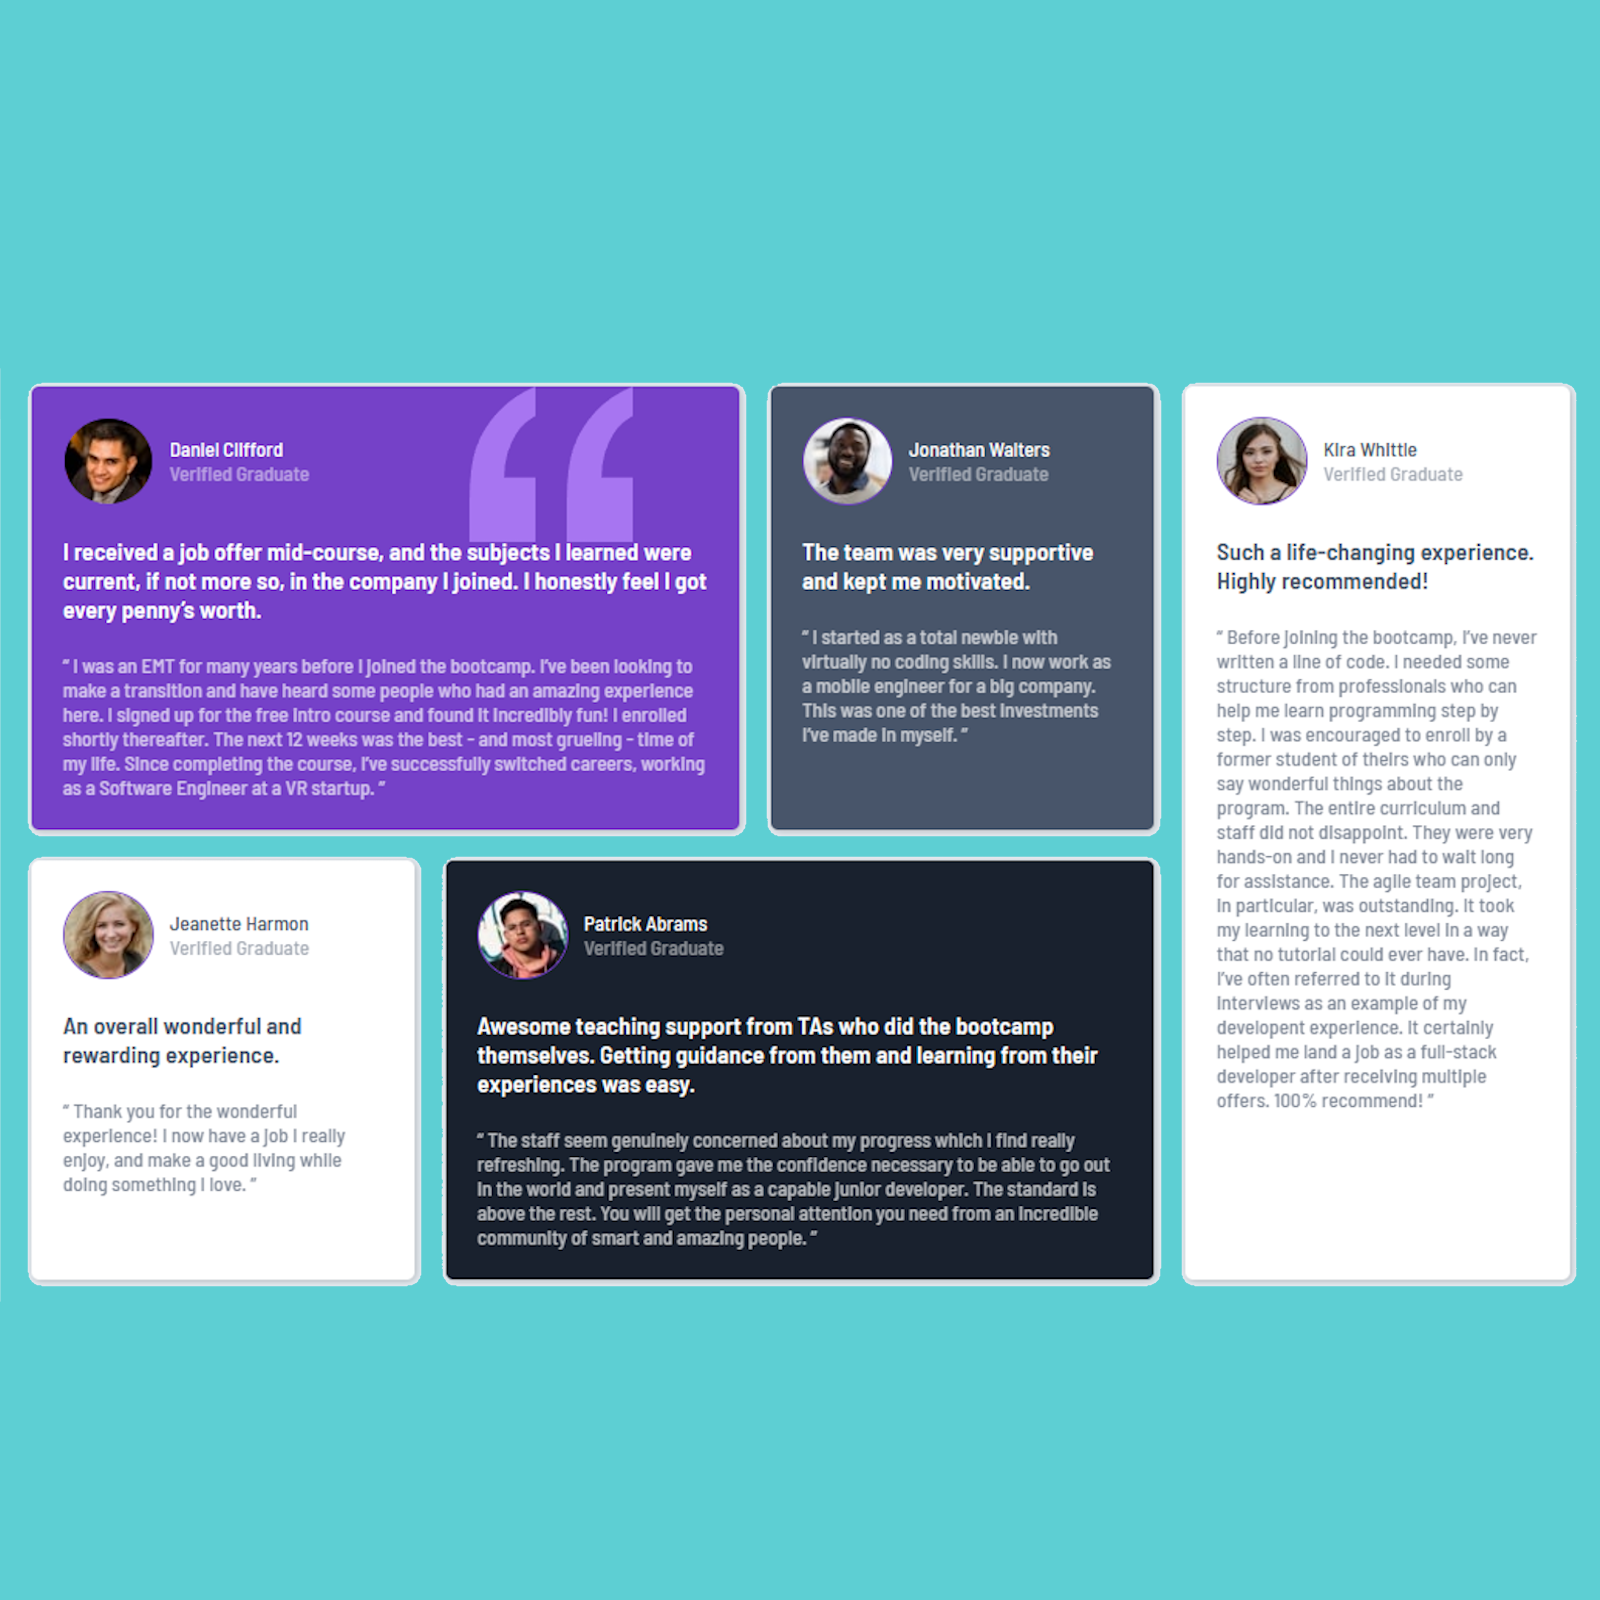 Daniel Clifford
Verified Graduate
I received a job offer mid-course, and the subjects I learned were
current, if not more so, in the company I joined. I honestly feel I got
every penny’s worth.
“ I was an EMT for many years before I joined the bootcamp. I’ve been looking to
make a transition and have heard some people who had an amazing experience
here. I signed up for the free intro course and found it incredibly fun! I enrolled
shortly thereafter. The next 12 weeks was the best - and most grueling - time of
my life. Since completing the course, I’ve successfully switched careers, working
as a Software Engineer at a VR startup. ”
Jonathan Walters
Verified Graduate
The team was very supportive
and kept me motivated.
“ I started as a total newbie with
virtually no coding skills. I now work as
a mobile engineer for a big company.
This was one of the best investments
I’ve made in myself. ”
Kira Whittle
Verified Graduate
Such a life-changing experience.
Highly recommended!
“ Before joining the bootcamp, I’ve never
written a line of code. I needed some
structure from professionals who can
help me learn programming step by
step. I was encouraged to enroll by a
former student of theirs who can only
say wonderful things about the
program. The entire curriculum and
staff did not disappoint. They were very
hands-on and I never had to wait long
for assistance. The agile team project,
in particular, was outstanding. It took
my learning to the next level in a way
that no tutorial could ever have. In fact,
I’ve often referred to it during
interviews as an example of my
developent experience. It certainly
helped me land a job as a full-stack
developer after receiving multiple
offers. 100% recommend! ”
Jeanette Harmon
Verified Graduate
An overall wonderful and
rewarding experience.
“ Thank you for the wonderful
experience! I now have a job I really
enjoy, and make a good living while
doing something I love. ”
Patrick Abrams
Verified Graduate
Awesome teaching support from TAs who did the bootcamp
themselves. Getting guidance from them and learning from their
experiences was easy.
“ The staff seem genuinely concerned about my progress which I find really
refreshing. The program gave me the confidence necessary to be able to go out
in the world and present myself as a capable junior developer. The standard is
above the rest. You will get the personal attention you need from an incredible
community of smart and amazing people. ”